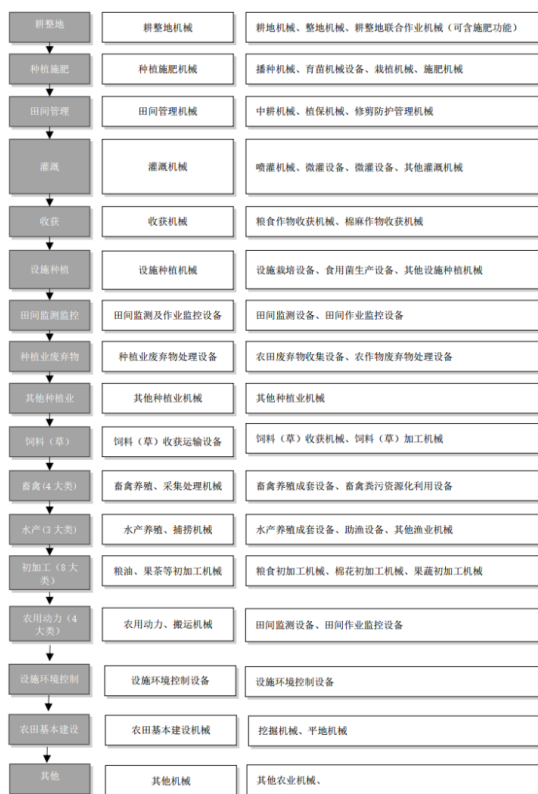 耕整地 耕整地机械 耕地机械、整地机械、耕整地联合作业机械（可含施肥功能）
种植施肥 种植施肥机械 播种机械、育苗机械设备、栽植机械、施肥机械
田间管理 田间管理机械 中耕机械、植保机械、修剪防护管理机械
灌溉 灌溉机械 喷灌机械、微灌设备、微灌设备、其他灌溉机械
收获 收获机械 粮食作物收获机械、棉麻作物收获机械
设施种植 设施种植机械 设施栽培设备、食用菌生产设备、其他设施种植机械
田间监测监控 田间监测及作业监控设备 田间监测设备、田间作业监控设备
种植业废弃物 种植业废弃物处理设备 农田废弃物收集设备、农作物废弃物处理设备
其他种植业 其他种植业机械 其他种植业机械
饲料（草） 饲料（草）收获运输设备 饲料（草）收获机械、饲料（草）加工机械
畜禽(4大类) 畜禽养殖、采集处理机械 畜禽养殖成套设备、畜禽粪污资源化利用设备
水产(3大类) 水产养殖、捕捞机械 水产养殖成套设备、助渔设备、其他渔业机械
初加工（8大
类） 粮油、果茶等初加工机械 粮食初加工机械、棉花初加工机械、果蔬初加工机械
农用动力（4
大类） 农用动力、搬运机械 田间监测设备、田间作业监控设备
设施环境控制 设施环境控制设备 设施环境控制设备
农田基本建设 农田基本建设机械 挖掘机械、平地机械
其他 其他机械 其他农业机械、